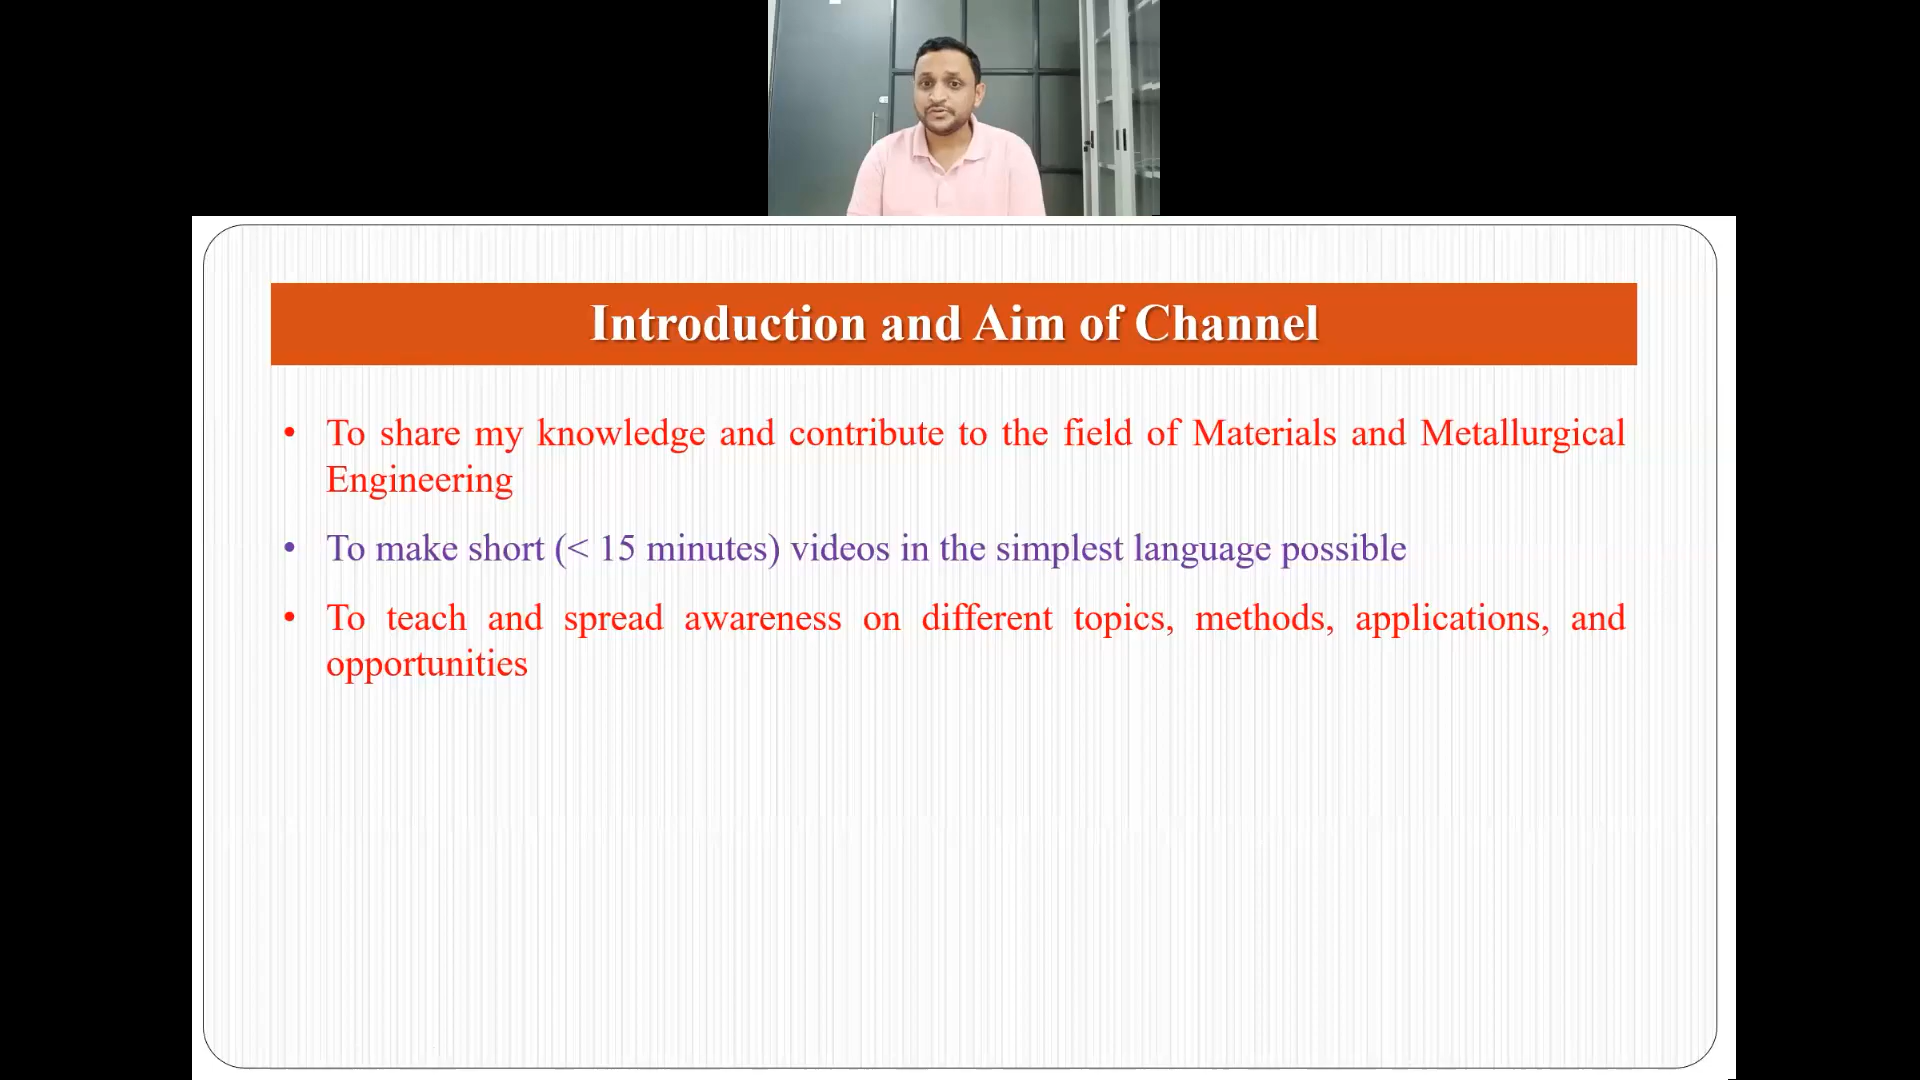 Introduction and Aim of Channel
• To share my knowledge and contribute to the field of Materials and Metallurgical
Engineering
• To make short (< 15 minutes) videos in the simplest language possible
• To teach and spread awareness on different topics, methods, applications, and
opportunities